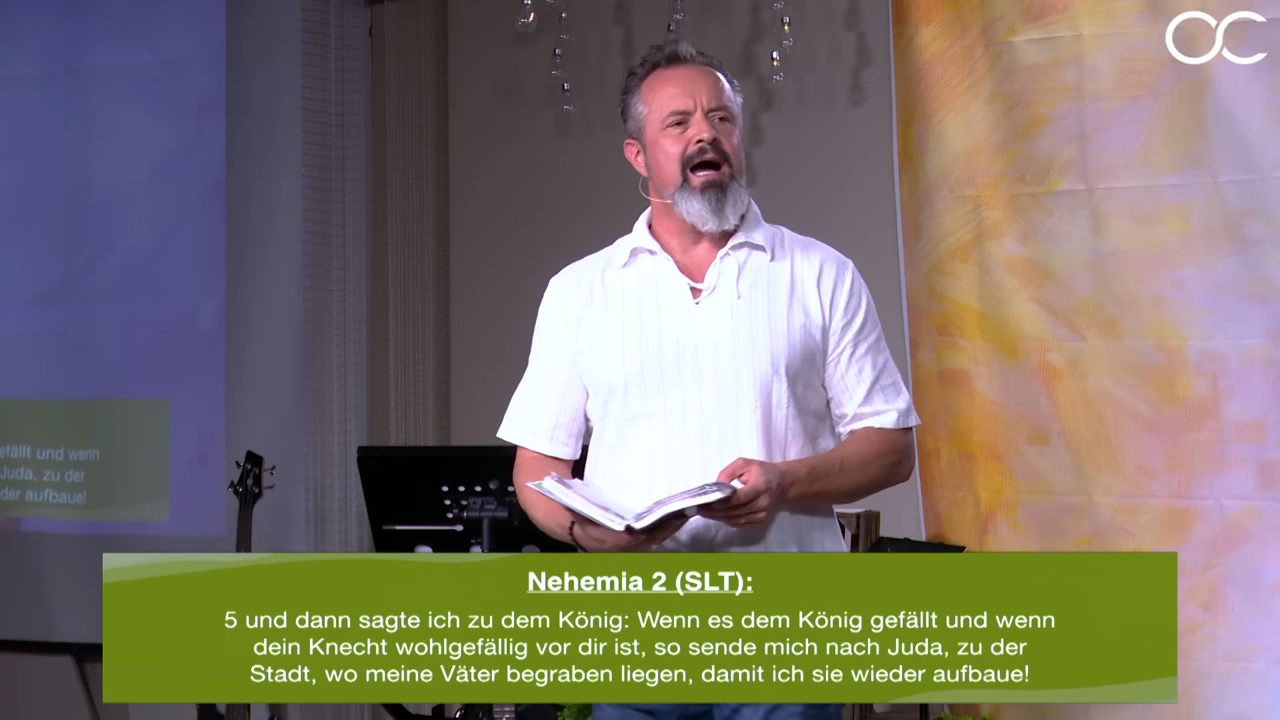 OC
efällt und wenn
Juda, zu der
der aufbaue!
Nehemia 2 (SLT):
5 und dann sagte ich zu dem König: Wenn es dem König gefällt und wenn
dein Knecht wohlgefällig vor dir ist, so sende mich nach Juda, zu der
Stadt, wo meine Väter begraben liegen, damit ich sie wieder aufbaue!